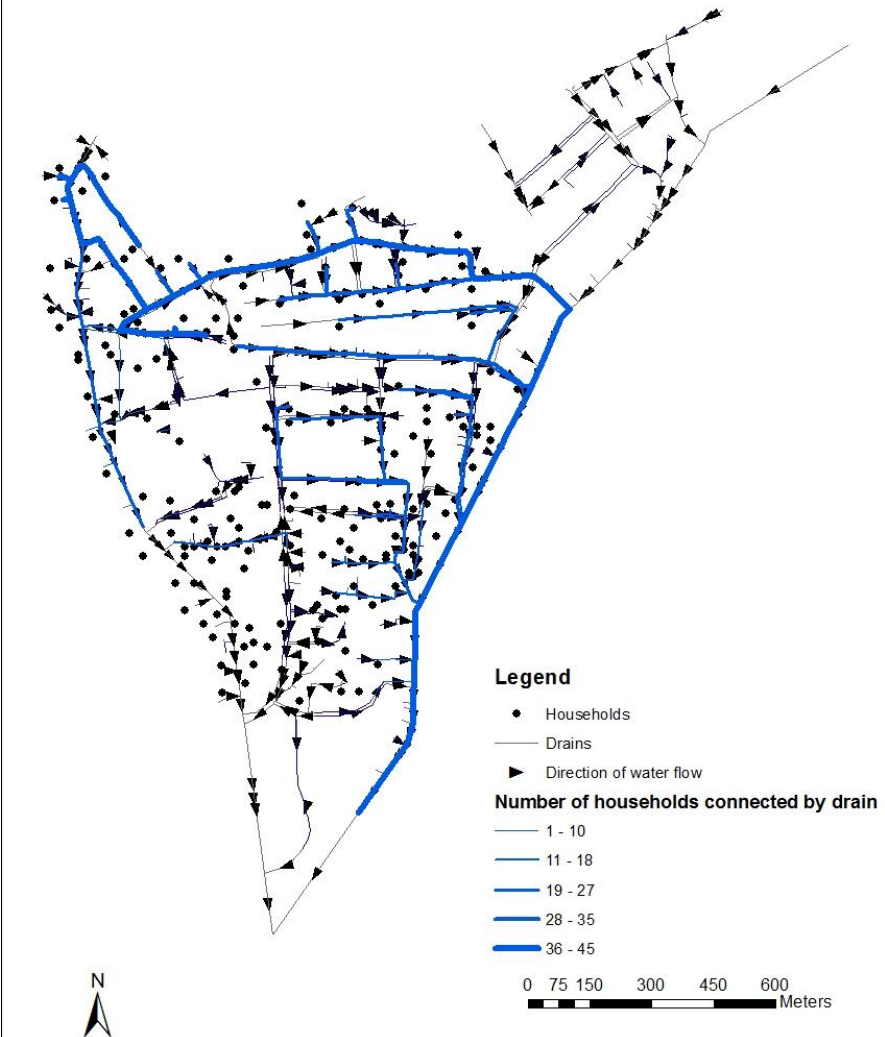 Legend
Households
Drains
Direction of water flow
Number of households connected by drain
1 - 10
11 - 18
19 - 27
28 - 35
36 - 45
N
0 75 150 300 450 600
Meters